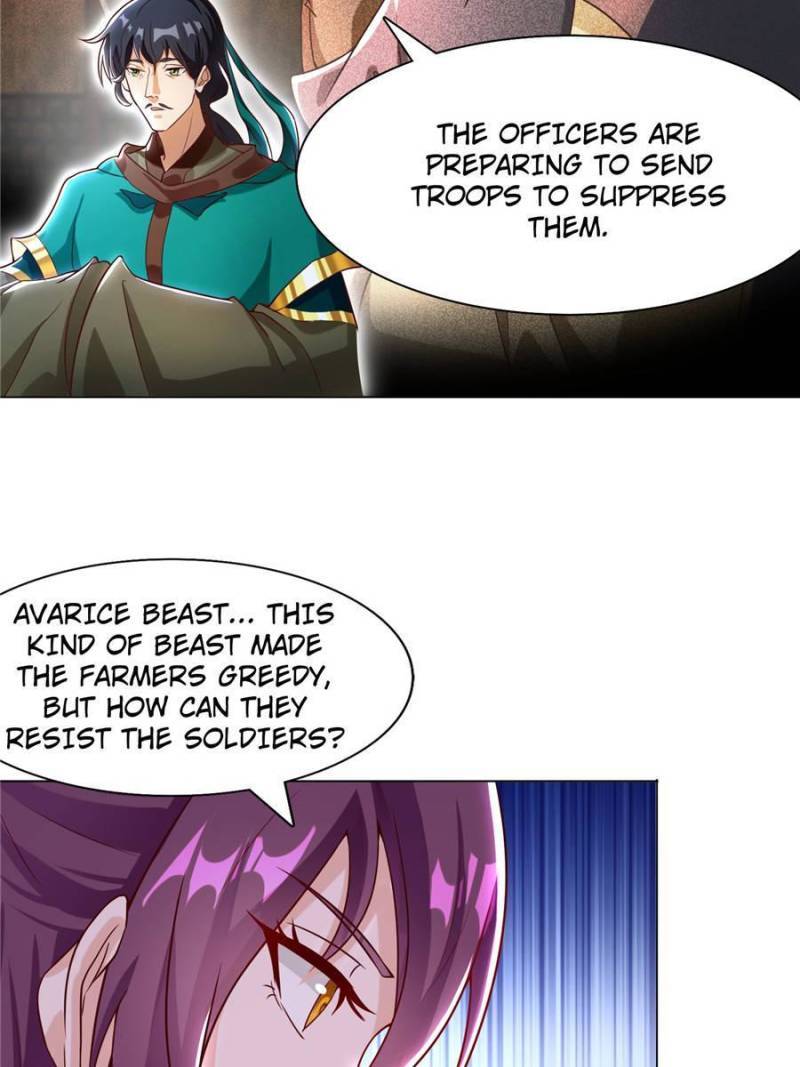 THE OFFICERS ARE
PREPARING TO SEND
TROOPS TO SUPPRESS
THEM.
AVARICE BEAST... THIS
KIND OF BEAST MADE
THE FARMERS GREEDY,
BUT HOW CAN THEY
RESIST THE SOLDIERS?